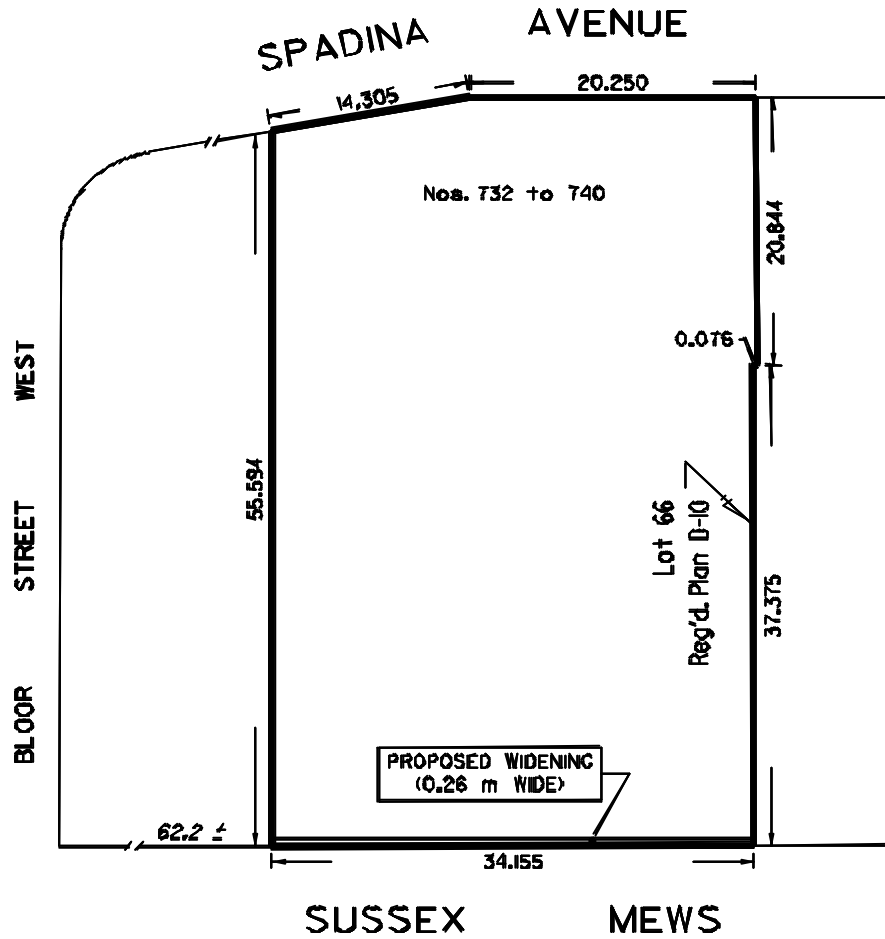 SPADINA AVENUE
14.305
20.250
Nos. 732 to 740
20.844
0.076
WEST
STREET
BLOOR
55.594
Lot 66
Reg'd. Plan D-10
37.375
PROPOSED WIDENING
(0.26 m WIDE)
62.2 ±
34.155
SUSSEX MEWS